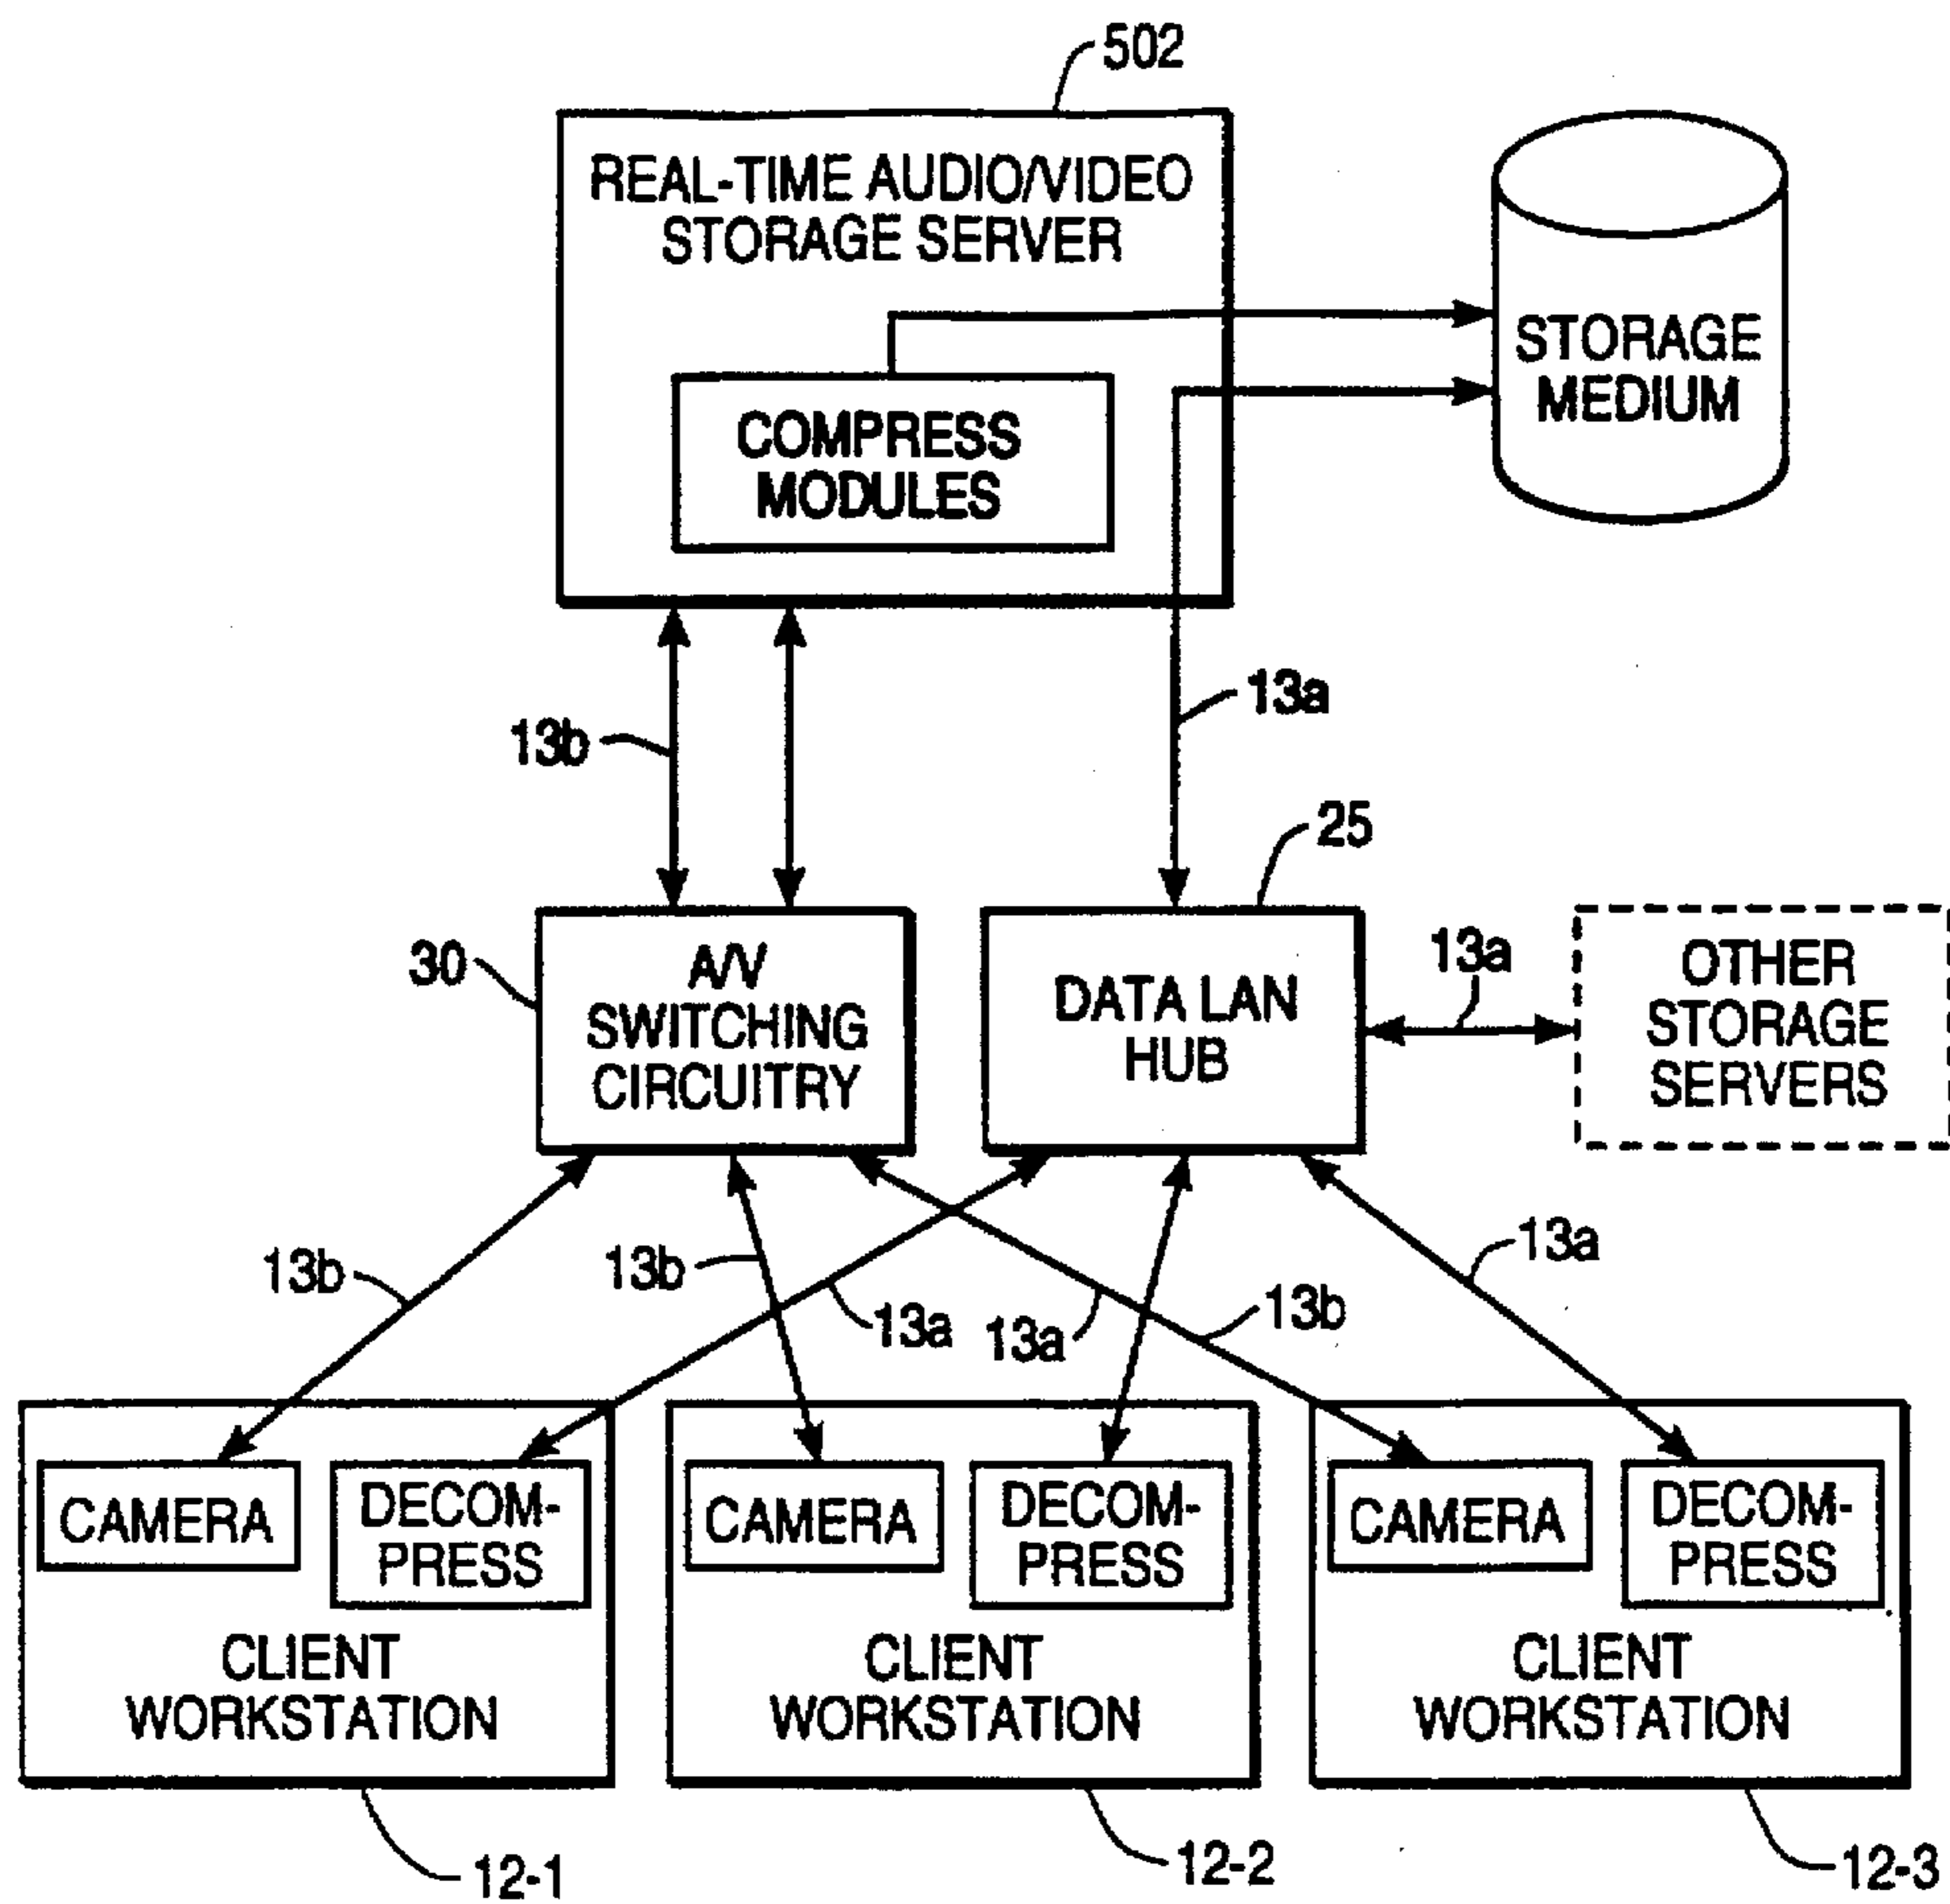 502
REAL-TIME AUDIO/VIDEO
STORAGE SERVER
STORAGE
MEDIUM
COMPRESS
MODULES
13b
13a
25
30
A/V
SWITCHING
CIRCUITRY
DATA LAN
HUB
13a
OTHER
STORAGE
SERVERS
13b
13b
13a
13a
13b
13a
CAMERA
DECOM-
PRESS
CLIENT
WORKSTATION
CAMERA
DECOM-
PRESS
CLIENT
WORKSTATION
CAMERA
DECOM-
PRESS
CLIENT
WORKSTATION
12-1
12-2
12-3